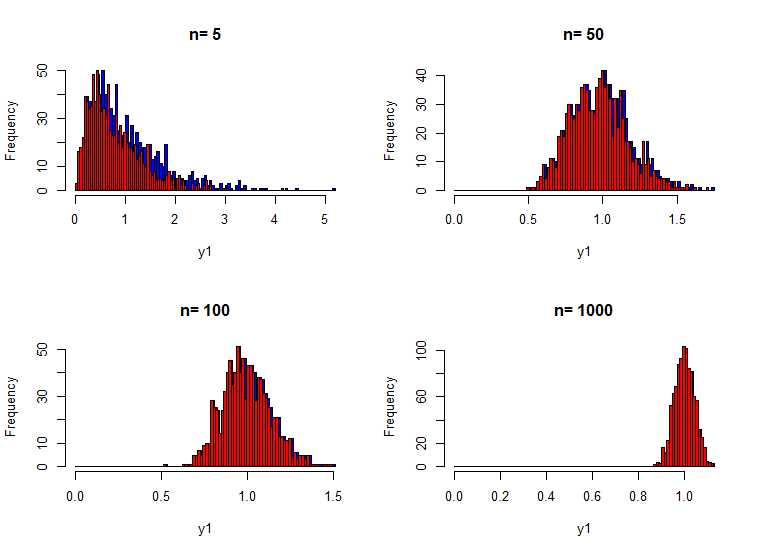 n= 5
Frequency
0 10 30 50
0 1 2 3 4 5
y1
n= 50
Frequency
0 10 20 30 40
0.0 0.5 1.0 1.5
y1
n= 100
Frequency
0 10 30 50
0.0 0.5 1.0 1.5
y1
n= 1000
Frequency
0 20 60 100
0.0 0.2 0.4 0.6 0.8 1.0
y1